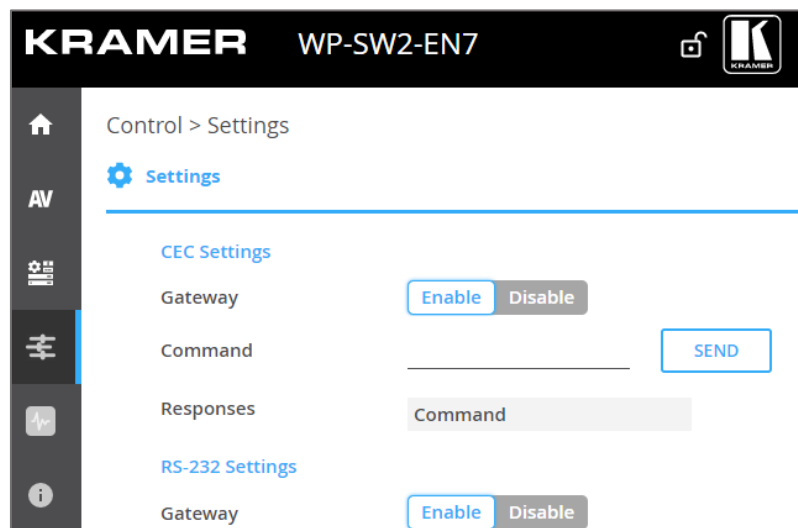 KRAMER WP-SW2-EN7 KRAMER
Control > Settings
Settings
AV
CEC Settings
Gateway Enable Disable
Command SEND
Responses Command
RS-232 Settings
Gateway Enable Disable